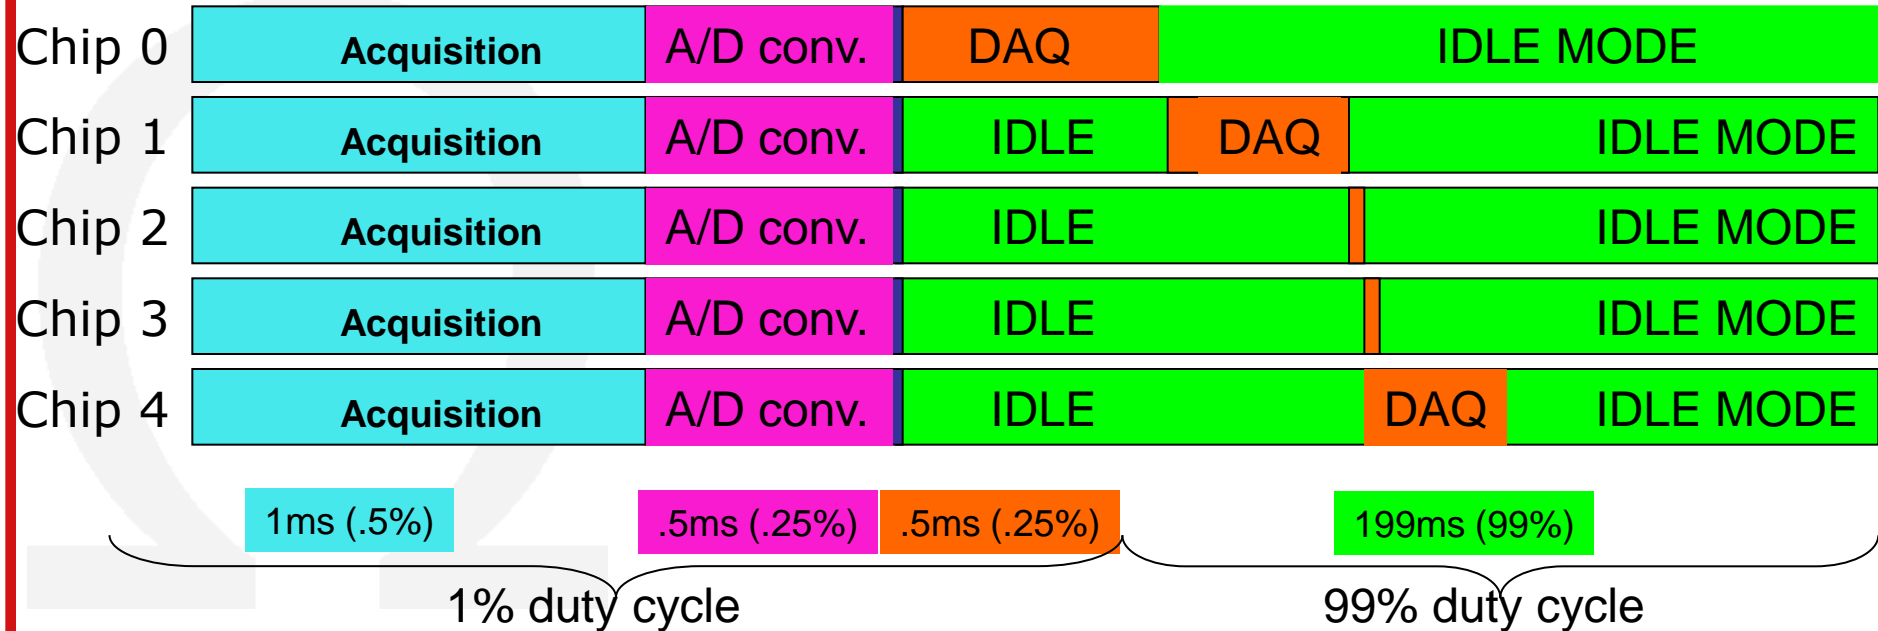 Chip 0 Acquisition A/D conv. DAQ IDLE MODE
Chip 1 Acquisition A/D conv. IDLE DAQ IDLE MODE
Chip 2 Acquisition A/D conv. IDLE IDLE MODE
Chip 3 Acquisition A/D conv. IDLE IDLE MODE
Chip 4 Acquisition A/D conv. IDLE DAQ IDLE MODE
1ms (.5%) .5ms (.25%) .5ms (.25%) 199ms (99%)
1% duty cycle 99% duty cycle